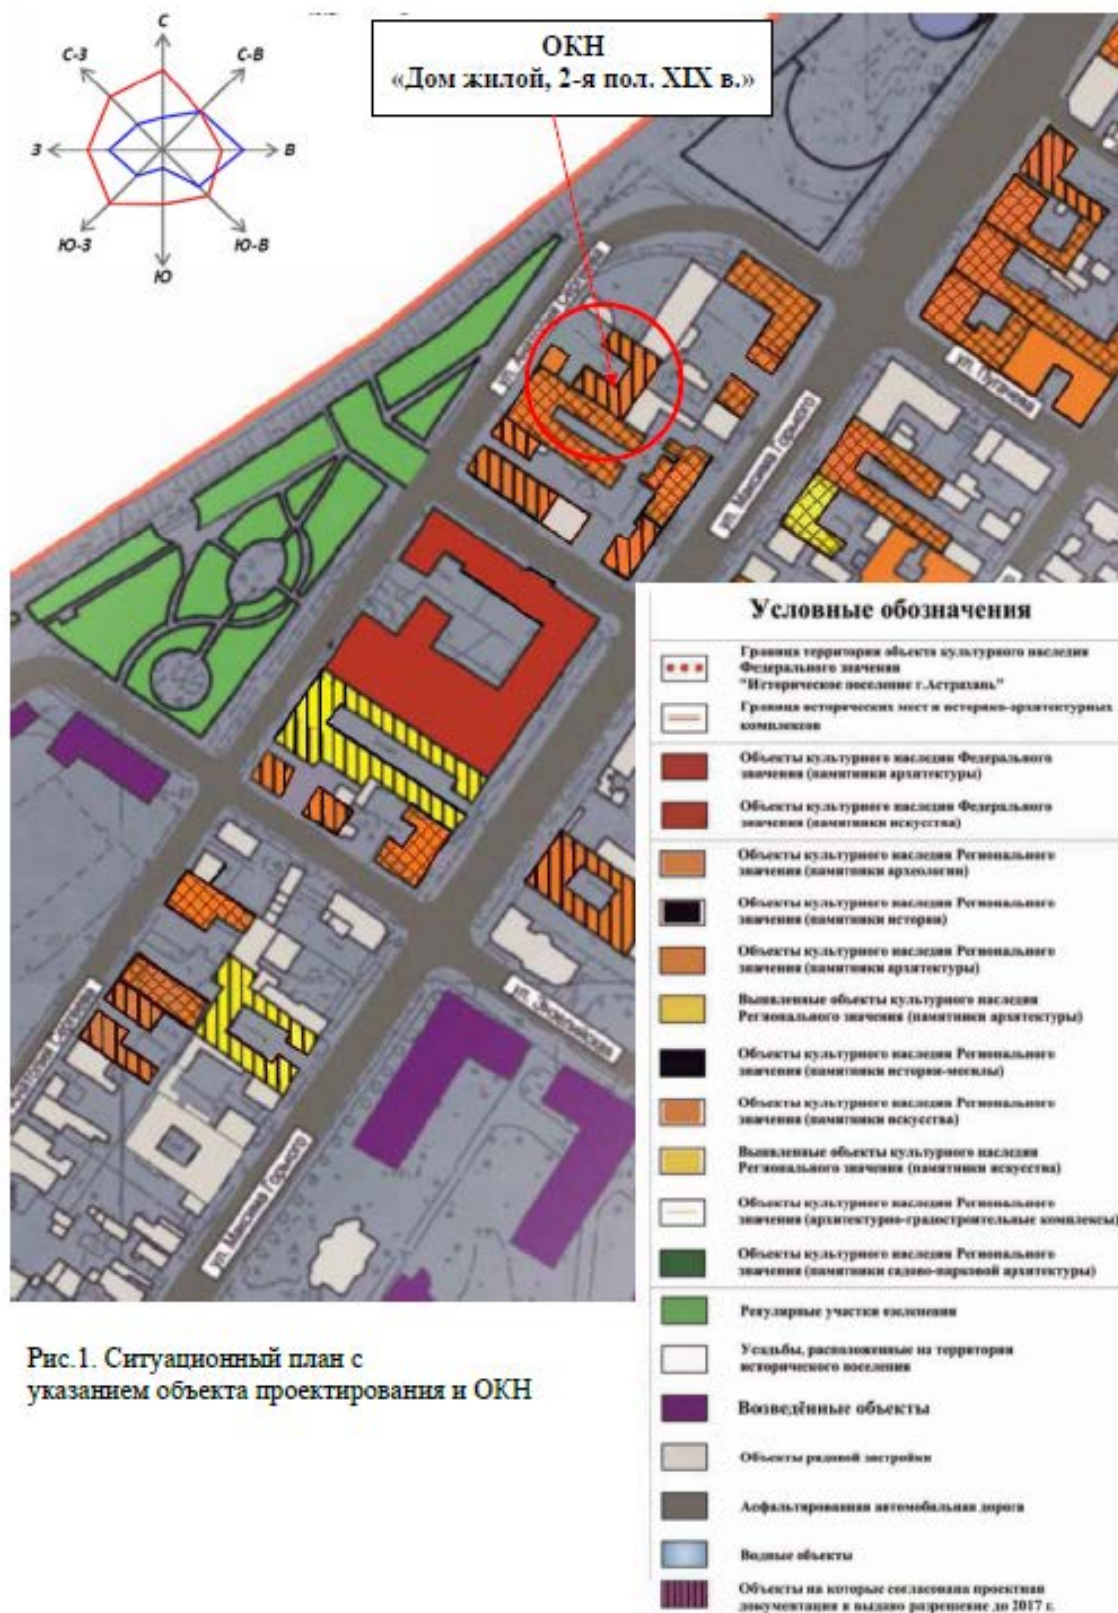 С
С-З
С-В
З
В
Ю-З
Ю-В
Ю
ОКН
«Дом жилой, 2-я пол. XIX в.»
ул. Пугачева
ул. Максима Горького
ул. Максима Горького
Условные обозначения
Граница территории объекта культурного наследия
Федерального значения
"Историческое поселение г.Астрахань"
Граница исторических мест и историко-архитектурных
комплексов
Объекты культурного наследия Федерального
значения (памятники архитектуры)
Объекты культурного наследия Федерального
значения (памятники искусства)
Объекты культурного наследия Регионального
значения (памятники археологии)
Объекты культурного наследия Регионального
значения (памятники истории)
Объекты культурного наследия Регионального
значения (памятники архитектуры)
Выявленные объекты культурного наследия
Регионального значения (памятники архитектуры)
Объекты культурного наследия Регионального
значения (памятники истории-могилы)
Объекты культурного наследия Регионального
значения (памятники искусства)
Выявленные объекты культурного наследия
Регионального значения (памятники искусства)
Объекты культурного наследия Регионального
значения (архитектурно-градостроительные комплексы)
Объекты культурного наследия Регионального
значения (памятники садово-парковой архитектуры)
Регулярные участки озеленения
Усадьбы, расположенные на территории
исторического поселения
Возведённые объекты
Объекты рядовой застройки
Асфальтированная автомобильная дорога
Водные объекты
Объекты на которые согласована проектная
документация и выдано разрешение до 2017 г.
Рис.1. Ситуационный план с
указанием объекта проектирования и ОКН